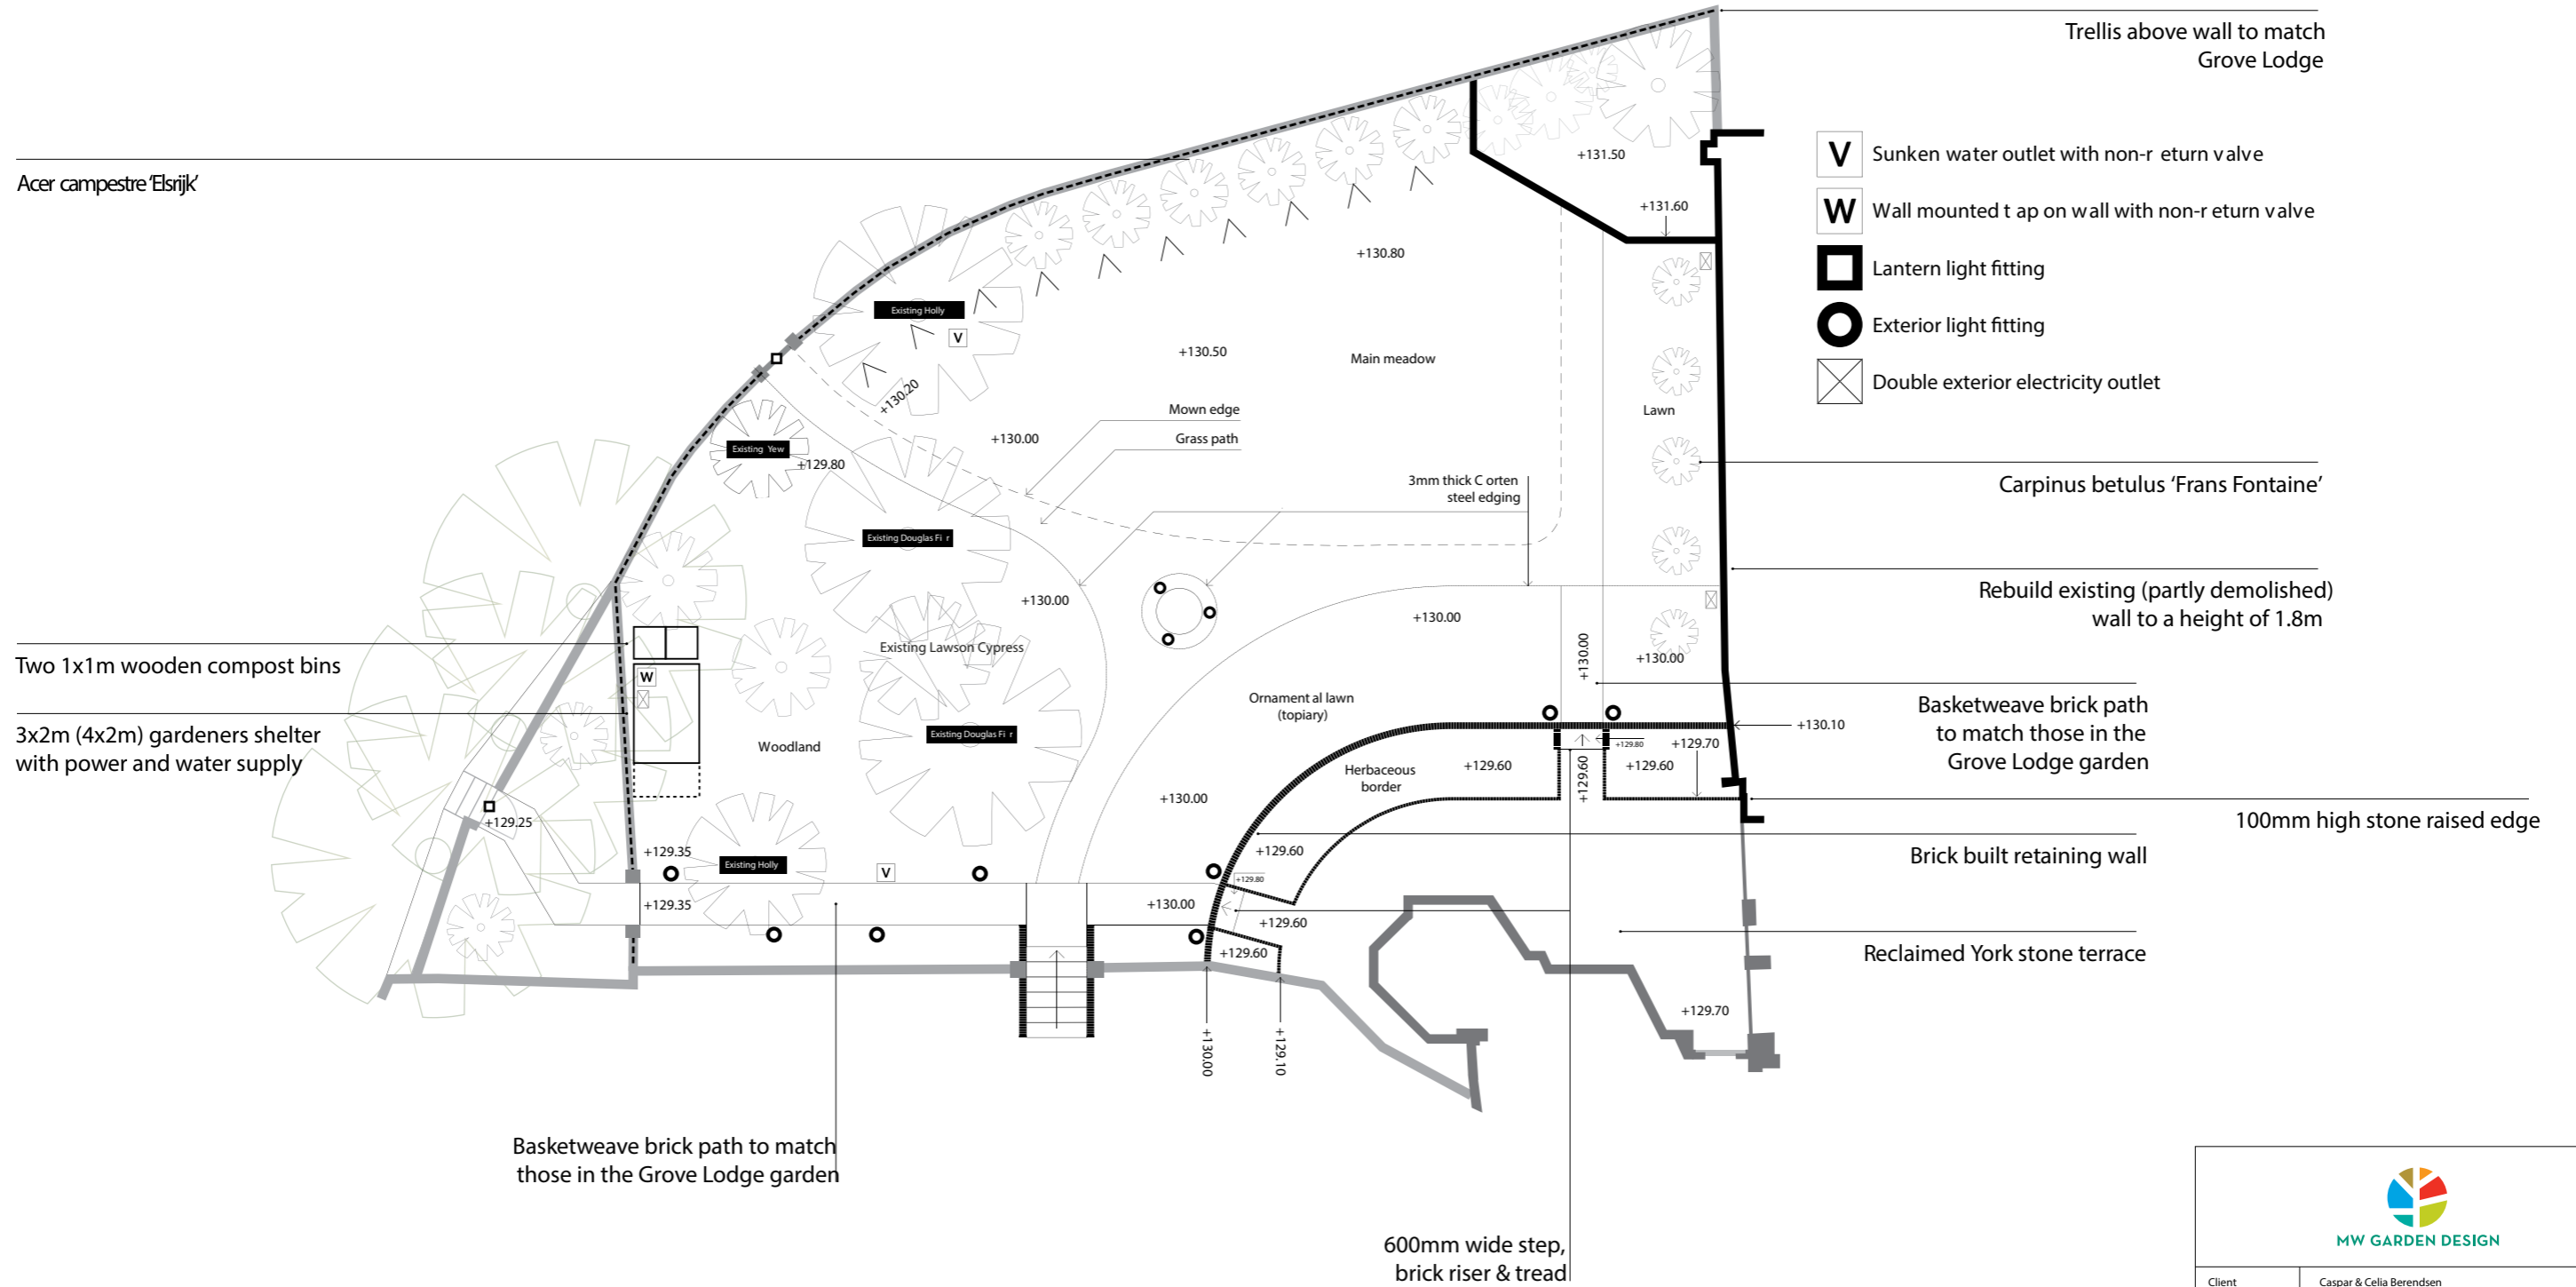 Trellis above wall to match
Grove Lodge
Acer campestre 'Elsrijk'
V Sunken water outlet with non-r eturn valve
W Wall mounted t ap on wall with non-r eturn valve
Lantern light fitting
Exterior light fitting
Double exterior electricity outlet
+131.50
+131.60
+130.80
Existing Holly
V
+130.50
Main meadow
+130.20
Mown edge
Lawn
+130.00
Grass path
Existing Yew
+129.80
Carpinus betulus 'Frans Fontaine'
3mm thick C orten
steel edging
Existing Douglas Fi r
Rebuild existing (partly demolished)
wall to a height of 1.8m
+130.00
+130.00
Existing Lawson Cypress
+130.00
+130.00
Two 1x1m wooden compost bins
W
Ornament al lawn
(topiary)
Basketweave brick path
to match those in the
Grove Lodge garden
3x2m (4x2m) gardeners shelter
with power and water supply
Woodland
Existing Douglas Fi r
+130.10
+129.80
+129.70
Herbaceous
border
+129.60
+129.60
+129.60
+130.00
100mm high stone raised edge
+129.25
+129.35
Existing Holly
V
+129.60
Brick built retaining wall
+129.80
+129.35
+130.00
+129.60
+129.60
Reclaimed York stone terrace
+129.70
+130.00
+129.10
Basketweave brick path to match
those in the Grove Lodge garden
600mm wide step,
brick riser & tread
MW GARDEN DESIGN
Client Caspar & Celia Berendsen